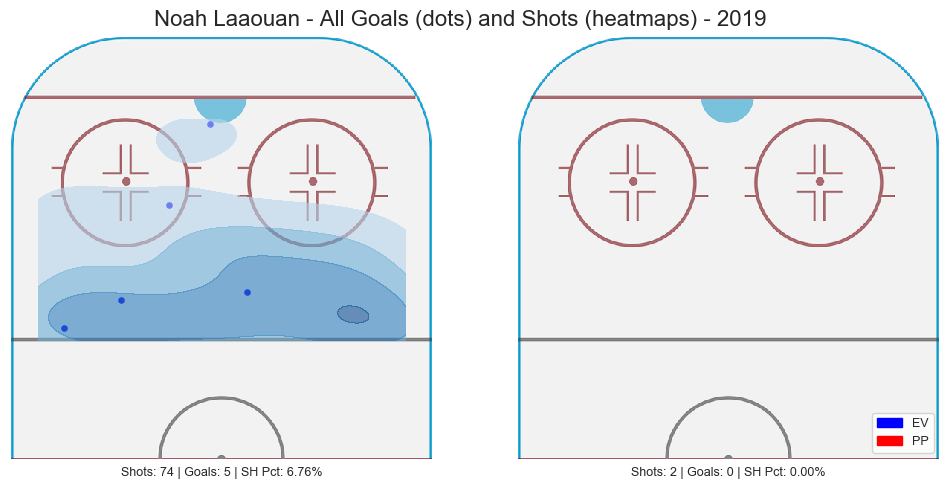 Noah Laaouan - All Goals (dots) and Shots (heatmaps) - 2019
EV
PP
Shots: 74 | Goals: 5 | SH Pct: 6.76%
Shots: 2 | Goals: 0 | SH Pct: 0.00%